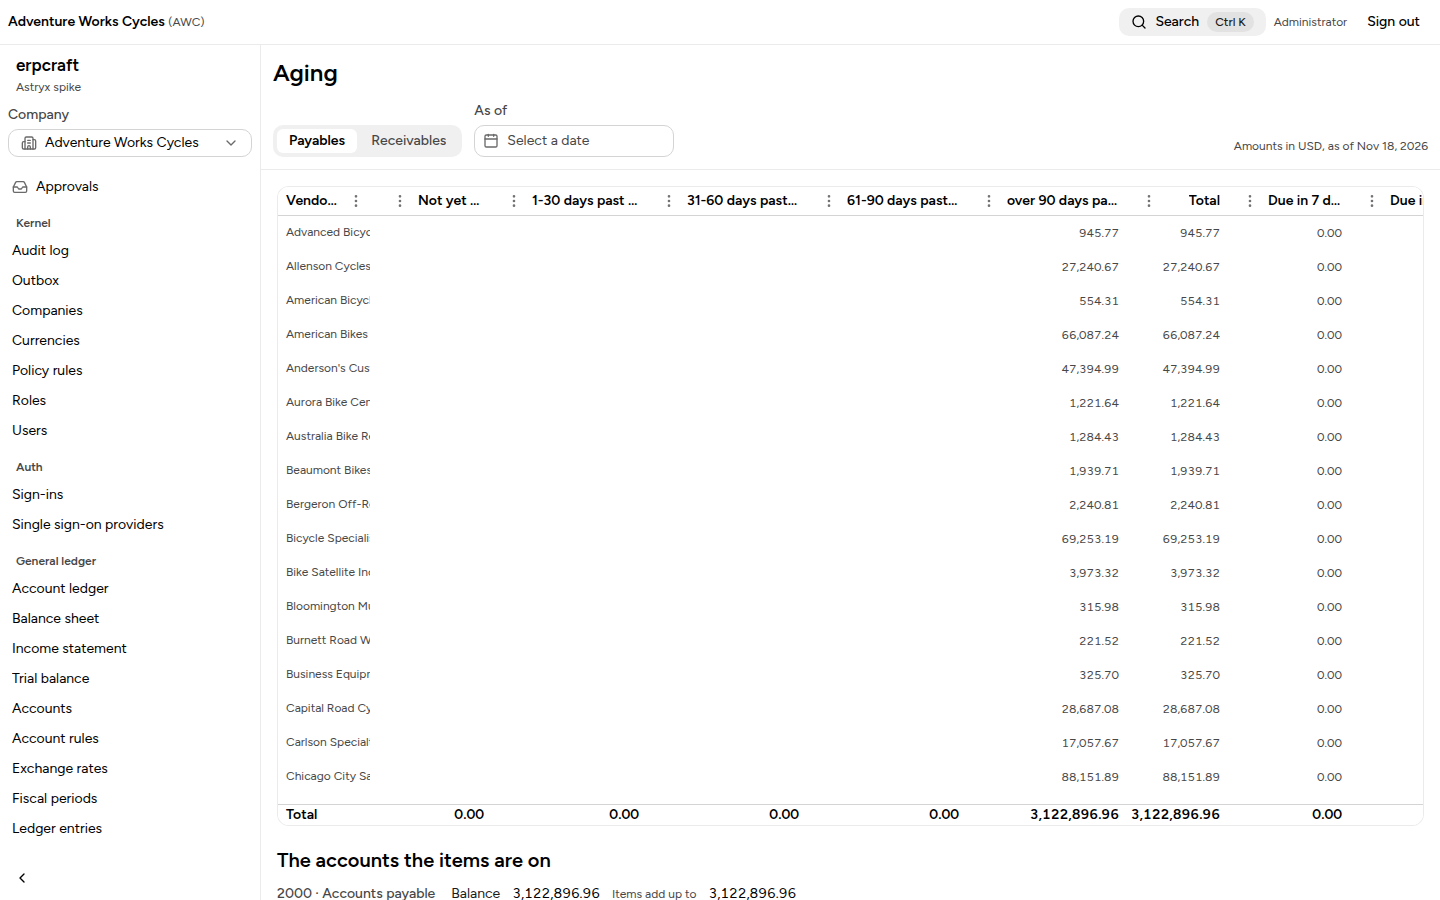 Adventure Works Cycles (AWC)
Search Ctrl K Administrator Sign out
erpcraft
Astryx spike
Company
Adventure Works Cycles
Approvals
Kernel
Audit log
Outbox
Companies
Currencies
Policy rules
Roles
Users
Auth
Sign-ins
Single sign-on providers
General ledger
Account ledger
Balance sheet
Income statement
Trial balance
Accounts
Account rules
Exchange rates
Fiscal periods
Ledger entries
Aging
As of
Payables Receivables Select a date
Amounts in USD, as of Nov 18, 2026
Vendo... Not yet ... 1-30 days past ... 31-60 days past... 61-90 days past... over 90 days pa... Total Due in 7 d... Due i
Advanced Bicyc 945.77 945.77 0.00
Allenson Cycles 27,240.67 27,240.67 0.00
American Bicycl 554.31 554.31 0.00
American Bikes 66,087.24 66,087.24 0.00
Anderson's Cus 47,394.99 47,394.99 0.00
Aurora Bike Cen 1,221.64 1,221.64 0.00
Australia Bike Re 1,284.43 1,284.43 0.00
Beaumont Bikes 1,939.71 1,939.71 0.00
Bergeron Off-Ro 2,240.81 2,240.81 0.00
Bicycle Speciali 69,253.19 69,253.19 0.00
Bike Satellite Inc 3,973.32 3,973.32 0.00
Bloomington Mu 315.98 315.98 0.00
Burnett Road W 221.52 221.52 0.00
Business Equipr 325.70 325.70 0.00
Capital Road Cy 28,687.08 28,687.08 0.00
Carlson Special 17,057.67 17,057.67 0.00
Chicago City Sa 88,151.89 88,151.89 0.00
Total 0.00 0.00 0.00 0.00 3,122,896.96 3,122,896.96 0.00
The accounts the items are on
2000 · Accounts payable Balance 3,122,896.96 Items add up to 3,122,896.96